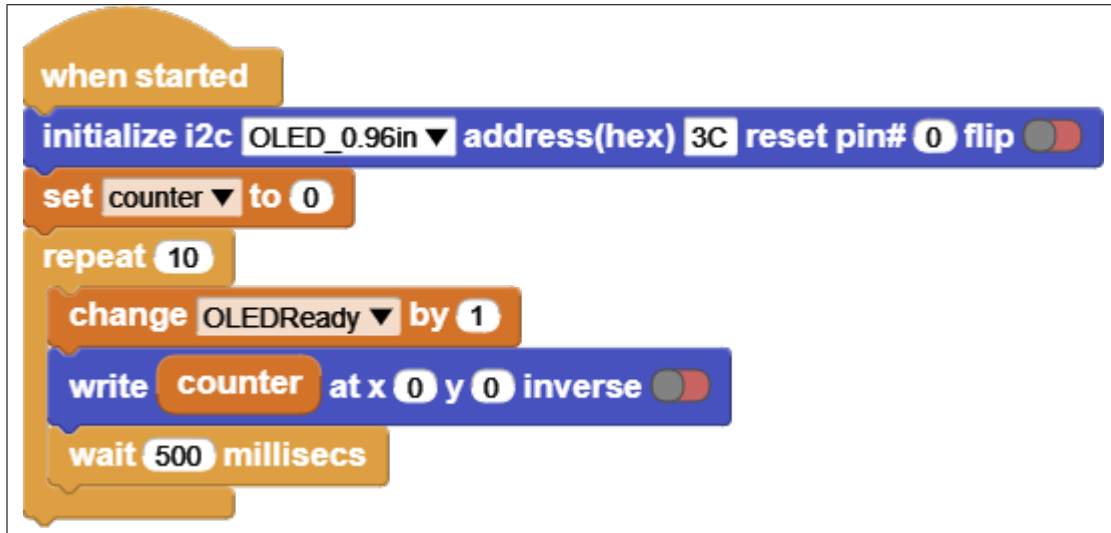 when started
initialize i2c OLED_0.96in address(hex) 3C reset pin# 0 flip
set counter to 0
repeat 10
change OLEDReady by 1
write counter at x 0 y 0 inverse
wait 500 millisecs